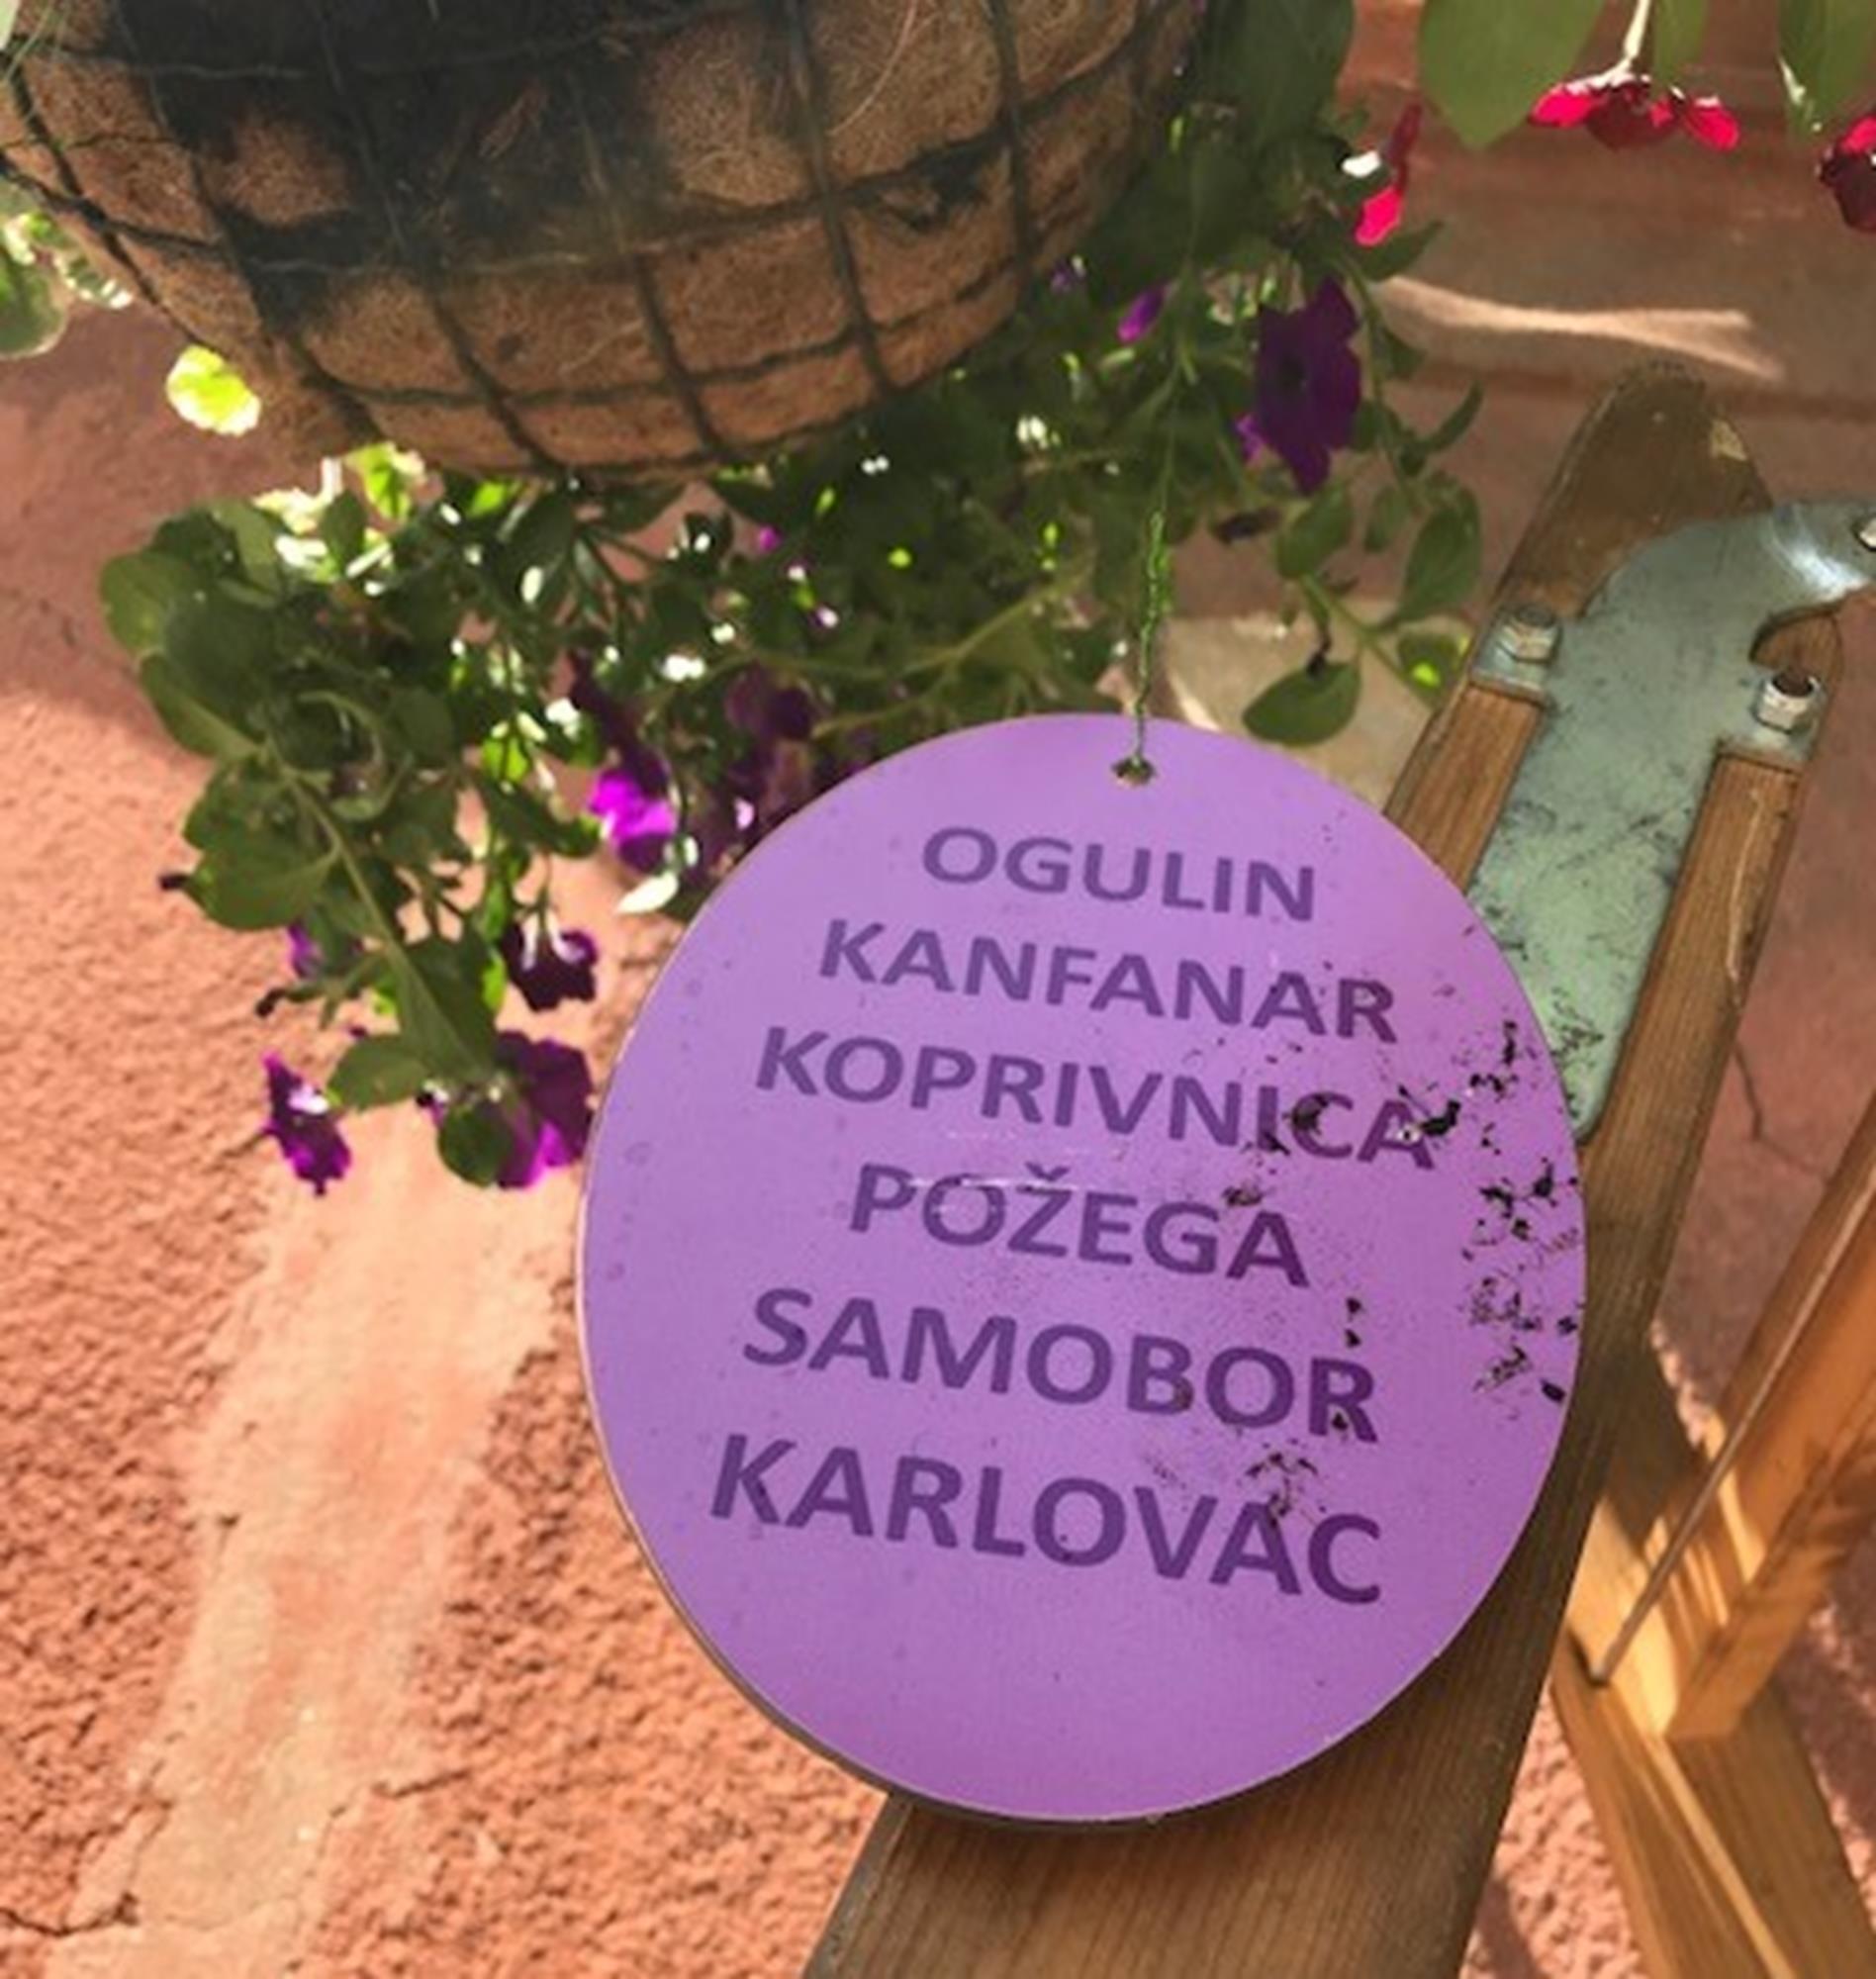 OGULIN
KANFANAR
KOPRIVNICA
POŽEGA
SAMOBOR
KARLOVAC